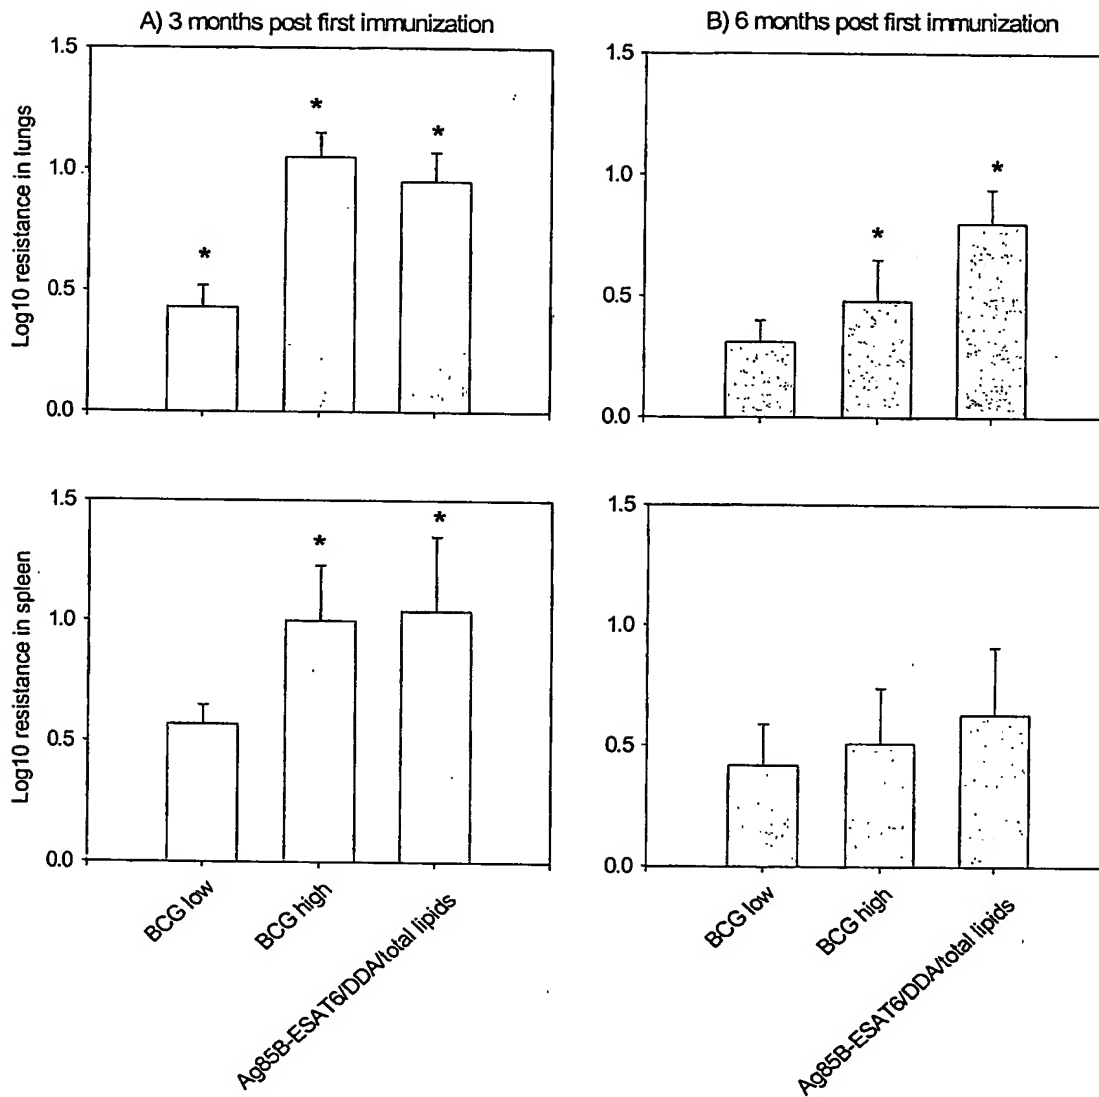 A) 3 months post first immunization
B) 6 months post first immunization
Log10 resistance in lungs
1.5
1.0
0.5
0.0
*
*
*
1.5
1.0
0.5
0.0
*
*
Log10 resistance in spleen
1.5
1.0
0.5
0.0
*
*
1.5
1.0
0.5
0.0
BCG low
BCG high
Ag85B-ESAT6/DDA/total lipids
BCG low
BCG high
Ag85B-ESAT6/DDA/total lipids